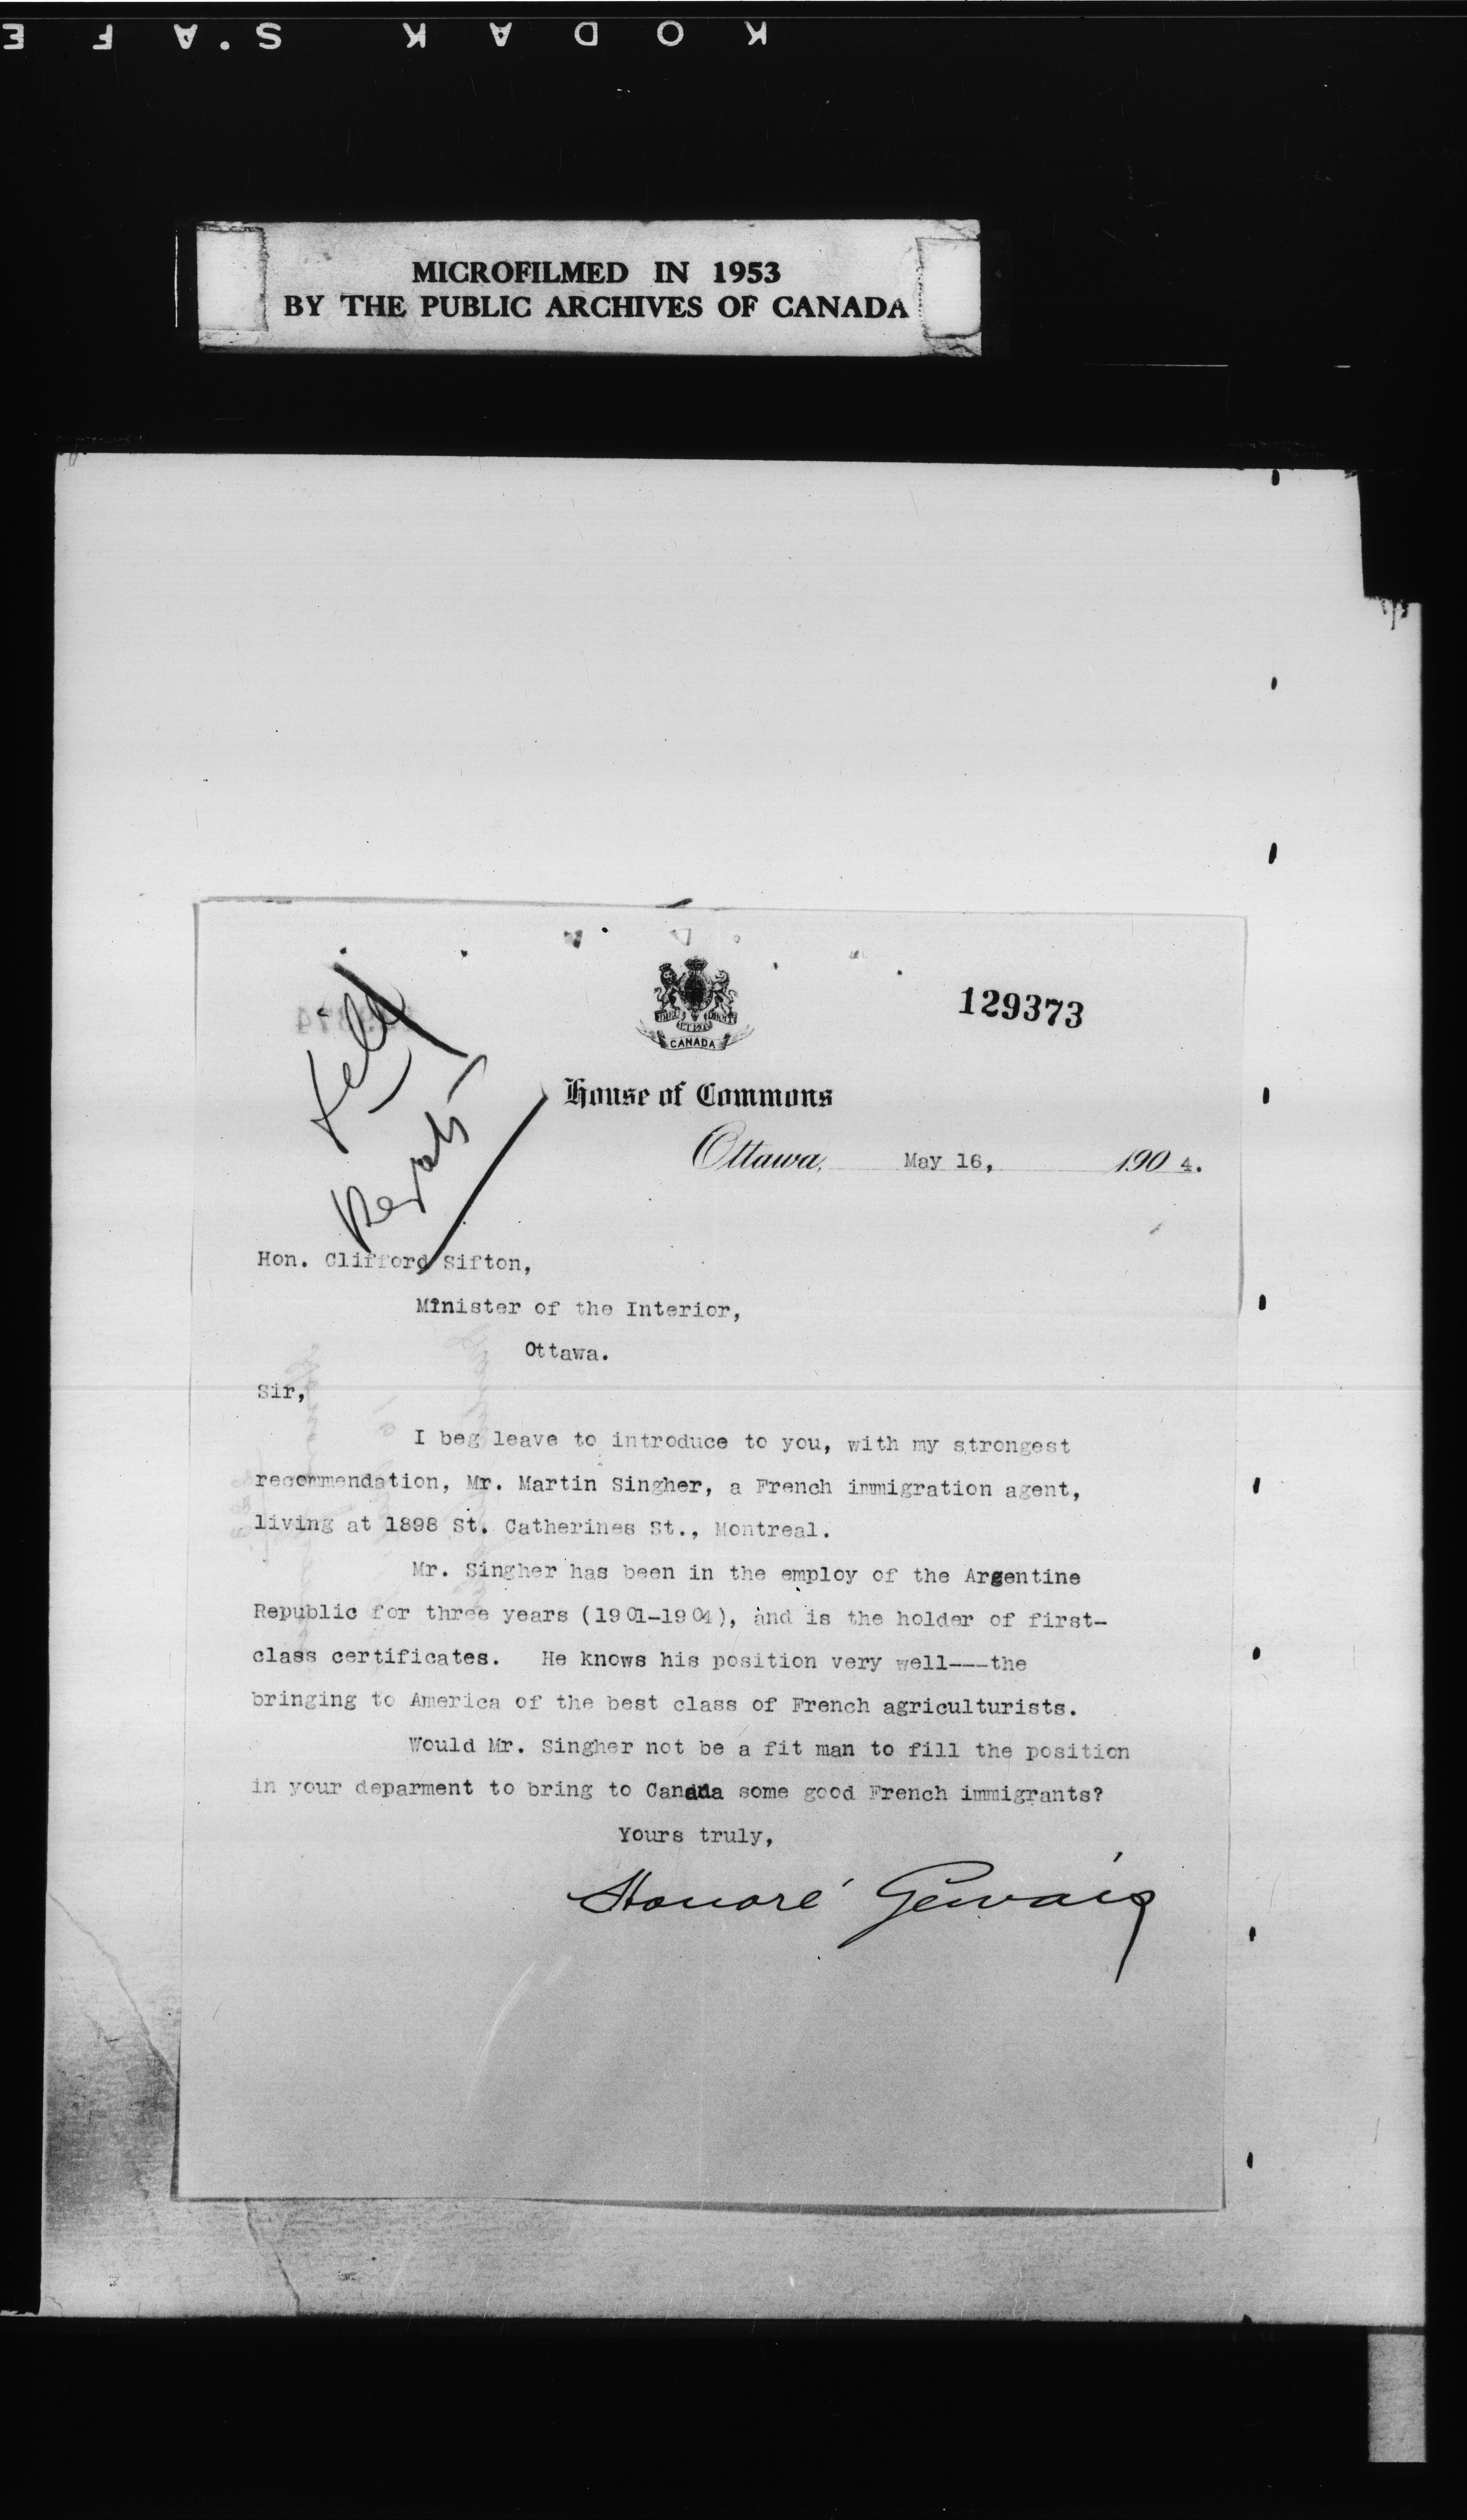 KODAK S.A.F E
MICROFILMED IN 1953
BY THE PUBLIC ARCHIVES OF CANADA
129373
CANADA
House of Commons
Ottawa, May 16, 1904.
Hon. Clifford Sifton,
Minister of the Interior,
Ottawa.
Sir,
I beg leave to introduce to you, with my strongest
recommendation, Mr. Martin Singher, a French immigration agent,
living at 1898 St. Catherines St., Montreal.
Mr. Singher has been in the employ of the Argentine
Republic for three years (1901-1904), and is the holder of first-
class certificates. He knows his position very well---the
bringing to America of the best class of French agriculturists.
Would Mr. Singher not be a fit man to fill the position
in your deparment to bring to Canada some good French immigrants?
Yours truly,
Honoré Gervais